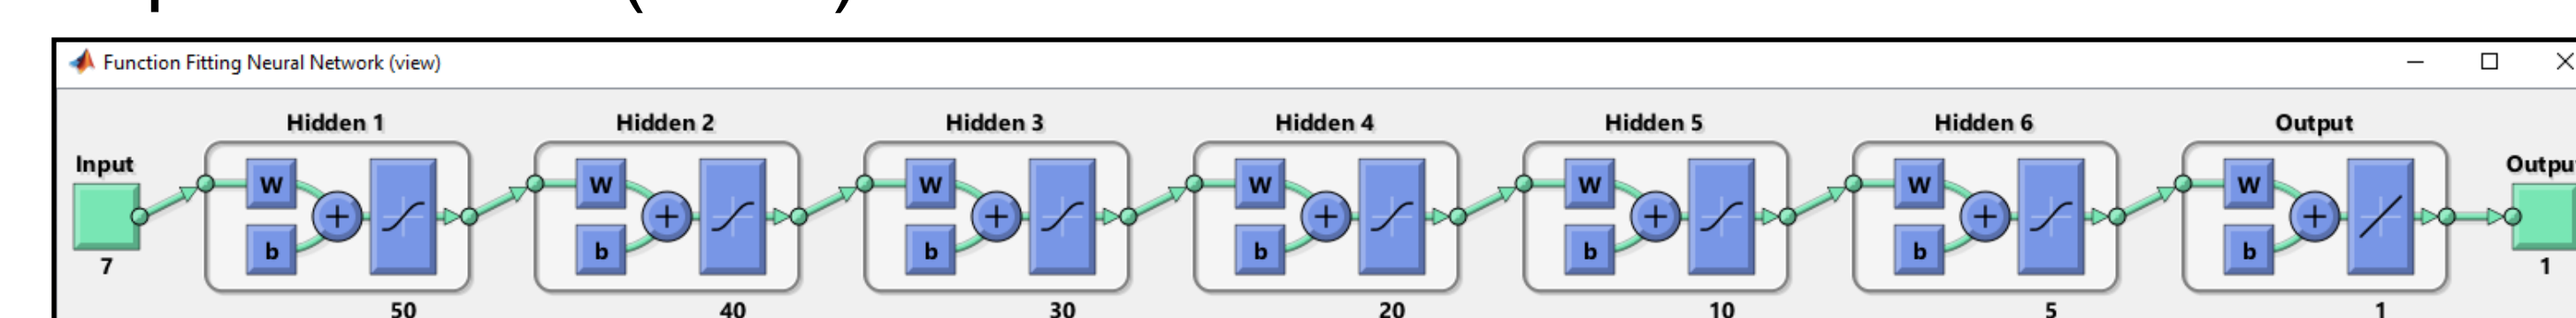 Function Fitting Neural Network (view)
Hidden 1 Hidden 2 Hidden 3 Hidden 4 Hidden 5 Hidden 6 Output
Input Outpu
W W W W W W W
+ + + + + + +
b b b b b b b
7 1
50 40 30 20 10 5 1